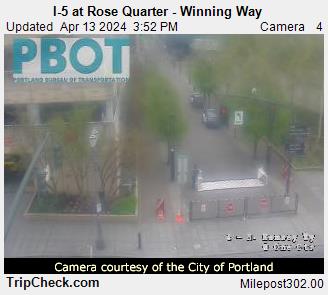 I-5 at Rose Quarter - Winning Way
Updated Apr 13 2024 3:52 PM Camera 4
PBOT
PORTLAND BUREAU OF TRANSPORTATION
Camera courtesy of the City of Portland
TripCheck.com Milepost302.00